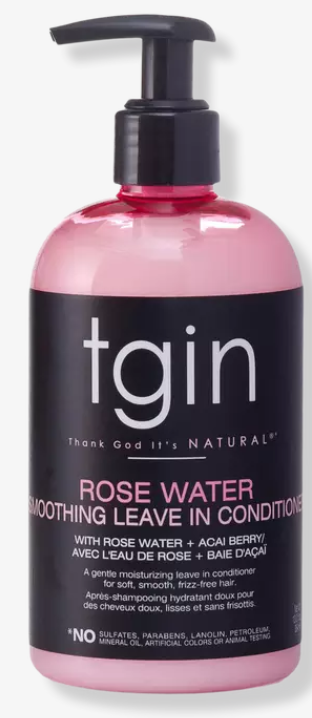 tgin
Thank God It's NATURAL®
ROSE WATER
SMOOTHING LEAVE IN CONDITIONE
WITH ROSE WATER + ACAI BERRY/
AVEC L'EAU DE ROSE + BAIE D'AÇAÏ
A gentle moisturizing leave in conditioner
for soft, smooth, frizz-free hair.
Après-shampooing hydratant doux pour
des cheveux doux, lisses et sans frisottis.
*NO SULFATES, PARABENS, LANOLIN, PETROLEUM,
MINERAL OIL, ARTIFICIAL COLORS OR ANIMAL TESTING